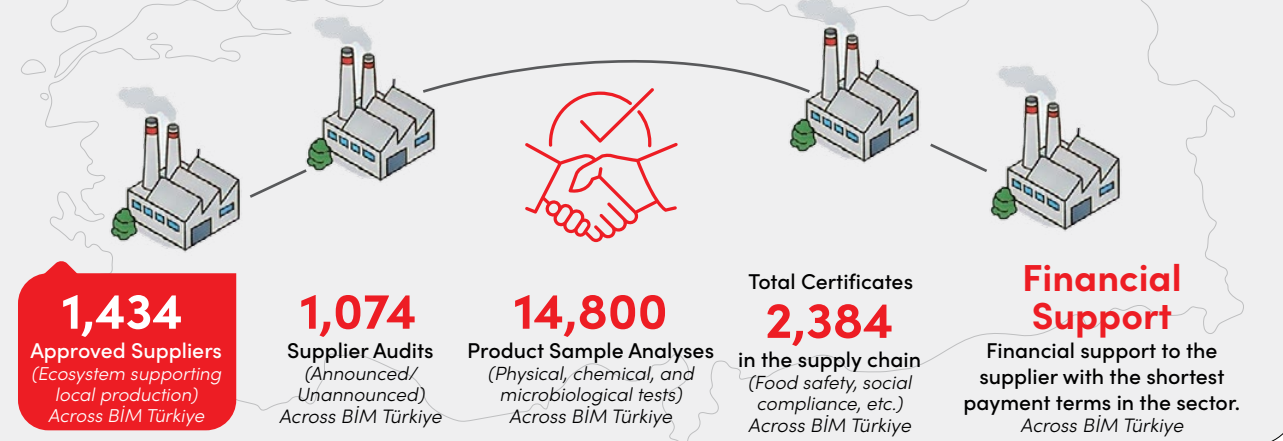 1,434
Approved Suppliers
(Ecosystem supporting
local production)
Across BİM Türkiye
1,074
Supplier Audits
(Announced/
Unannounced)
Across BİM Türkiye
14,800
Product Sample Analyses
(Physical, chemical, and
microbiological tests)
Across BİM Türkiye
Total Certificates
2,384
in the supply chain
(Food safety, social
compliance, etc.)
Across BİM Türkiye
Financial
Support
Financial support to the
supplier with the shortest
payment terms in the sector.
Across BİM Türkiye